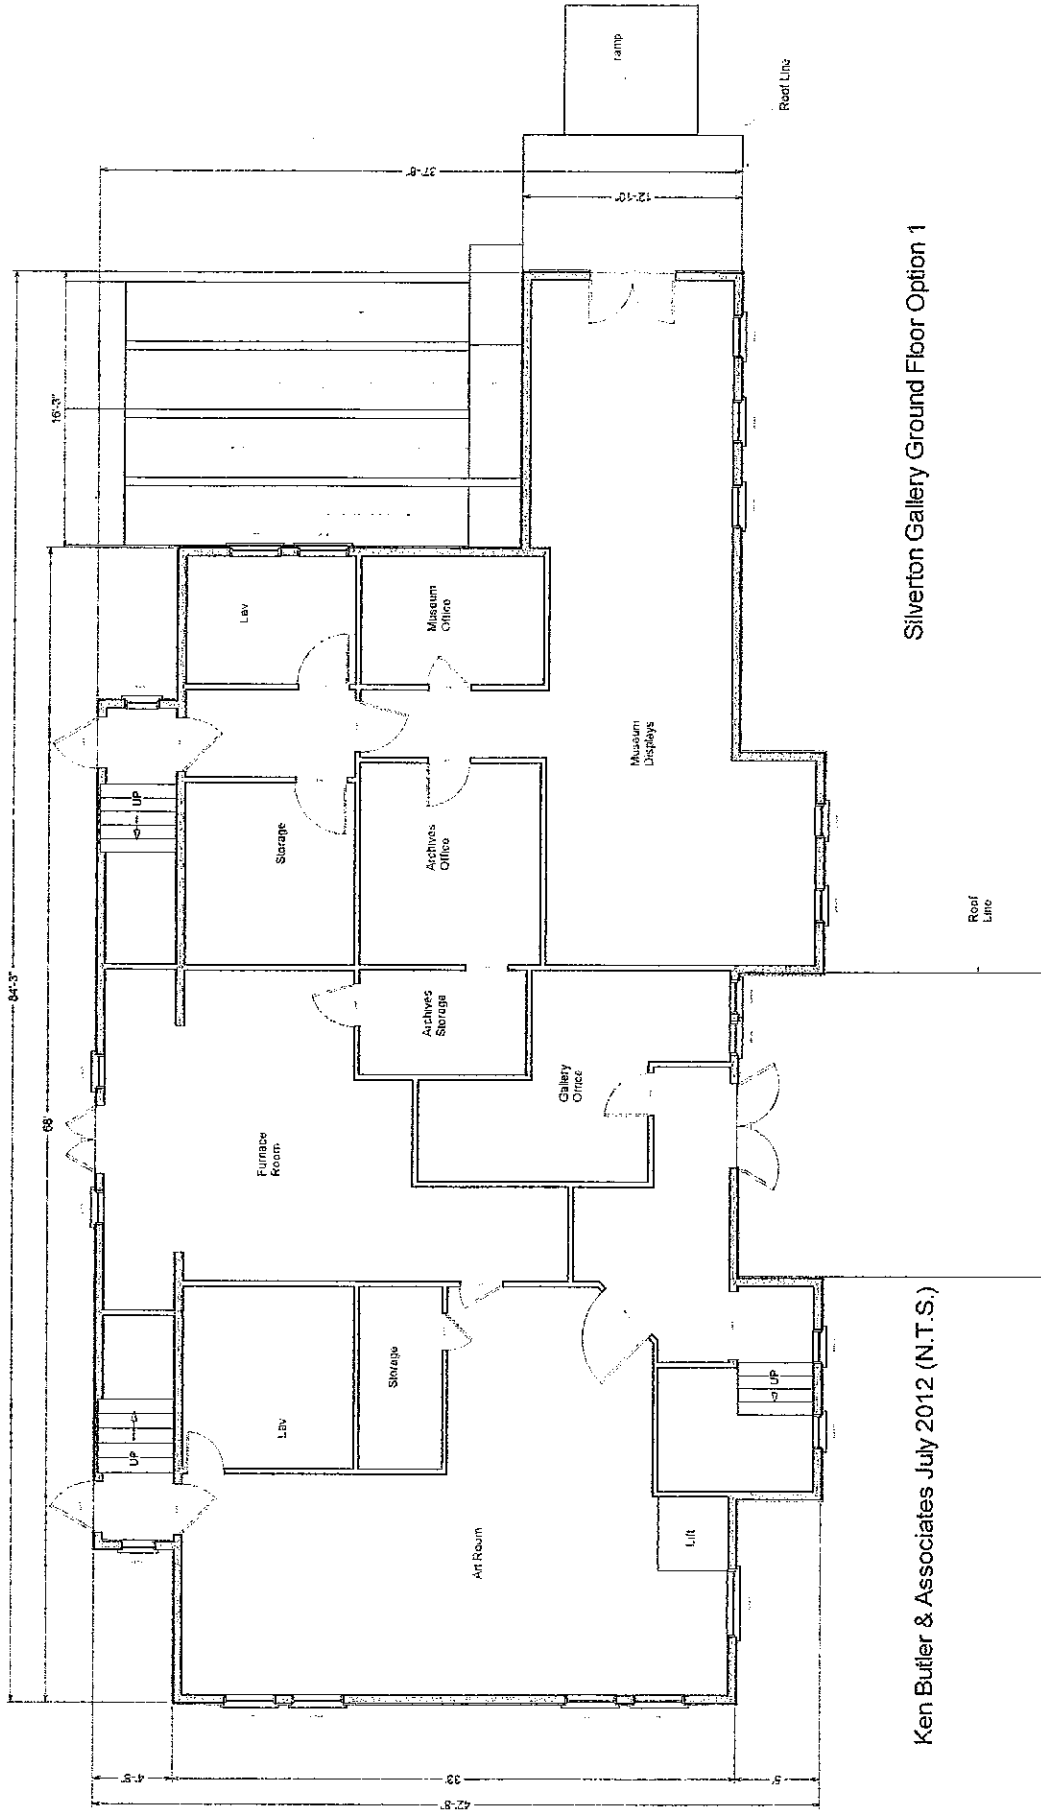 84'-3"
68'
16'-3"
37'-8"
12'-10"
ramp
Roof Line
Lav
Museum
Office
UP
Storage
Archives
Office
Museum
Displays
Archives
Storage
Gallery
Office
Furnace
Room
Roof
Line
UP
Lav
Storage
UP
Art Room
Lift
4'-8"
33'
5'
42'-8"
Silverton Gallery Ground Floor Option 1
Ken Butler & Associates July 2012 (N.T.S.)